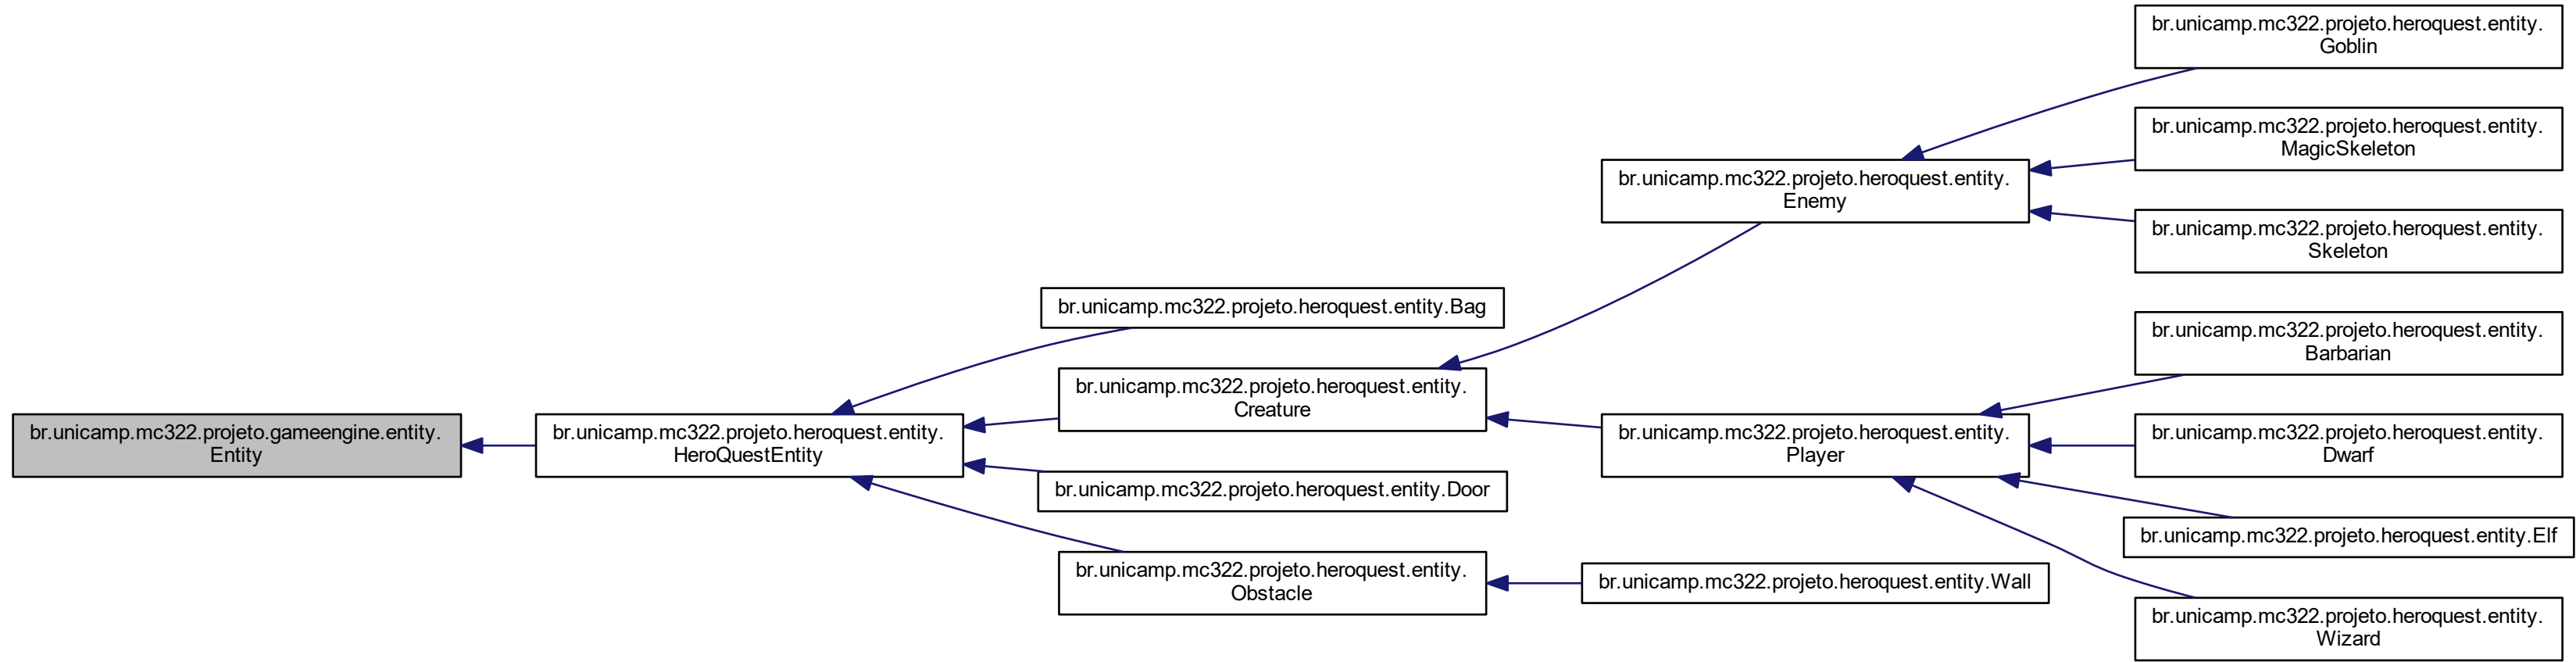 br.unicamp.mc322.projeto.gameengine.entity.
Entity
br.unicamp.mc322.projeto.heroquest.entity.
HeroQuestEntity
br.unicamp.mc322.projeto.heroquest.entity.Bag
br.unicamp.mc322.projeto.heroquest.entity.
Creature
br.unicamp.mc322.projeto.heroquest.entity.Door
br.unicamp.mc322.projeto.heroquest.entity.
Obstacle
br.unicamp.mc322.projeto.heroquest.entity.
Enemy
br.unicamp.mc322.projeto.heroquest.entity.
Player
br.unicamp.mc322.projeto.heroquest.entity.Wall
br.unicamp.mc322.projeto.heroquest.entity.
Goblin
br.unicamp.mc322.projeto.heroquest.entity.
MagicSkeleton
br.unicamp.mc322.projeto.heroquest.entity.
Skeleton
br.unicamp.mc322.projeto.heroquest.entity.
Barbarian
br.unicamp.mc322.projeto.heroquest.entity.
Dwarf
br.unicamp.mc322.projeto.heroquest.entity.Elf
br.unicamp.mc322.projeto.heroquest.entity.
Wizard